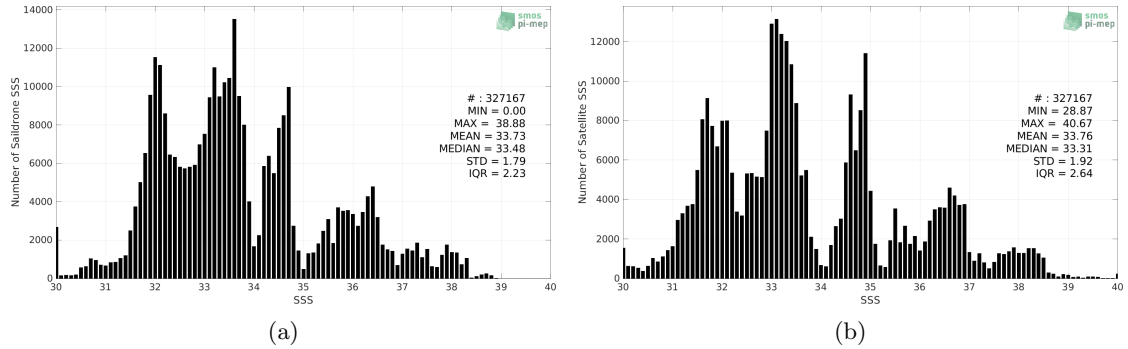 smos
pi-mep
14000
12000
10000
8000
6000
4000
2000
0
Number of Saildrone SSS
# : 327167
MIN = 0.00
MAX = 38.88
MEAN = 33.73
MEDIAN = 33.48
STD = 1.79
IQR = 2.23
30 31 32 33 34 35 36 37 38 39 40
SSS
(a)
smos
pi-mep
12000
10000
8000
6000
4000
2000
0
Number of Satellite SSS
# : 327167
MIN = 28.87
MAX = 40.67
MEAN = 33.76
MEDIAN = 33.31
STD = 1.92
IQR = 2.64
30 31 32 33 34 35 36 37 38 39 40
SSS
(b)